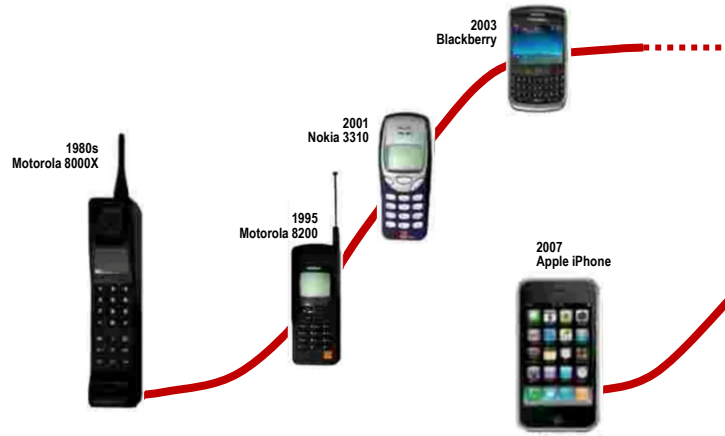 2003
Blackberry
2001
Nokia 3310
1980s
Motorola 8000X
1995
Motorola 8200
2007
Apple iPhone